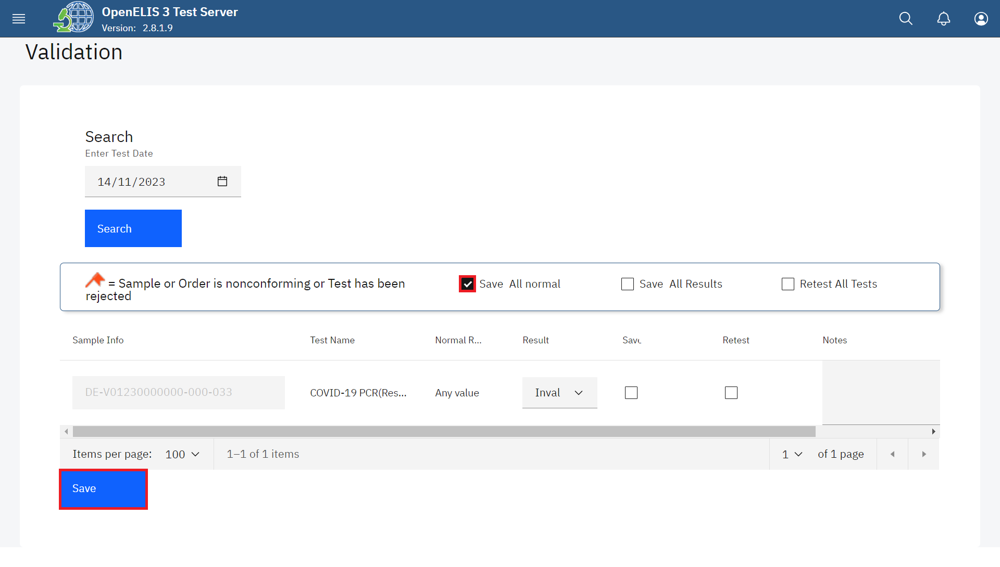 OpenELIS 3 Test Server
Version: 2.8.1.9
Validation
Search
Enter Test Date
14/11/2023
Search
= Sample or Order is nonconforming or Test has been
rejected
Save All normal
Save All Results
Retest All Tests
Sample Info
Test Name
Normal R...
Result
Save
Retest
Notes
DE-V01230000000-000-033
COVID-19 PCR(Res...
Any value
Inval
Items per page: 100
1–1 of 1 items
1
of 1 page
Save